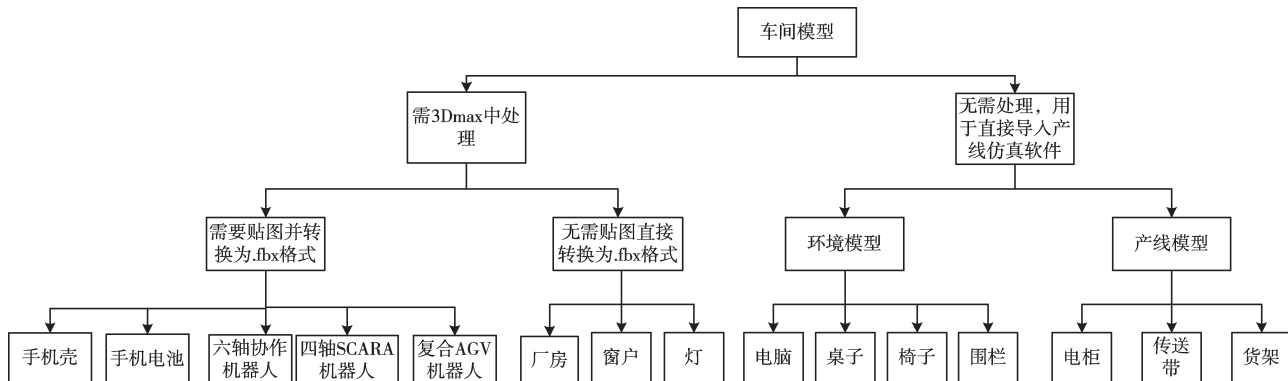 车间模型
需3Dmax中处
理
无需处理，用
于直接导入产
线仿真软件
需要贴图并转
换为.fbx格式
无需贴图直接
转换为.fbx格式
环境模型
产线模型
手机壳
手机电池
六轴协作
机器人
四轴SCARA
机器人
复合AGV
机器人
厂房
窗户
灯
电脑
桌子
椅子
围栏
电柜
传送
带
货架